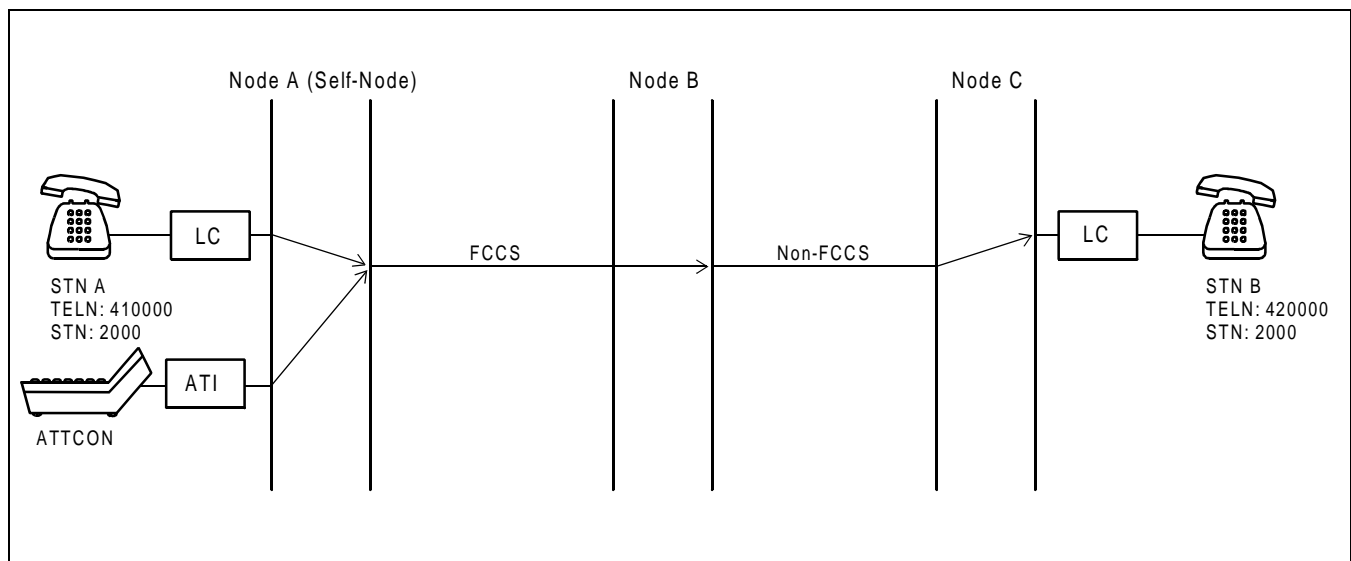 Node A (Self-Node)
Node B
Node C
LC
FCCS
Non-FCCS
LC
STN A
TELN: 410000
STN: 2000
STN B
TELN: 420000
STN: 2000
ATI
ATTCON